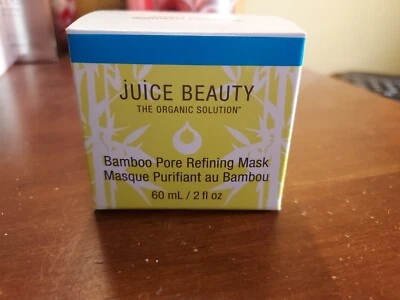 juice BEAUTY
THE ORGANIC SOLUTION™
Bamboo Pore Refining Mask
Masque Purifiant au Bambou
60 mL / 2 fl oz